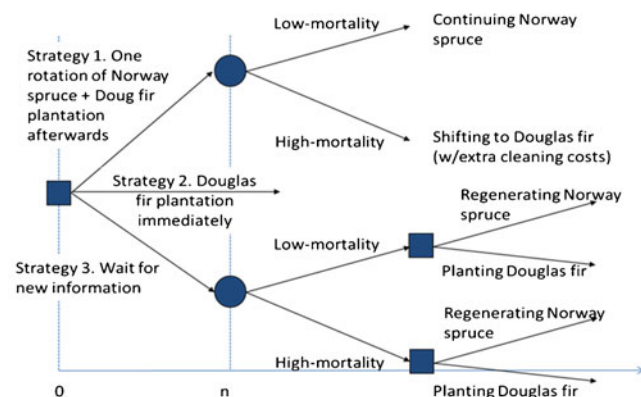 Low-mortality
Continuing Norway
spruce
Strategy 1. One
rotation of Norway
spruce + Doug fir
plantation
afterwards
High-mortality
Shifting to Douglas fir
(w/extra cleaning costs)
Strategy 2. Douglas
fir plantation
immediately
Regenerating Norway
spruce
Low-mortality
Strategy 3. Wait for
new information
Planting Douglas fir
Regenerating Norway
spruce
High-mortality
Planting Douglas fir
0
n